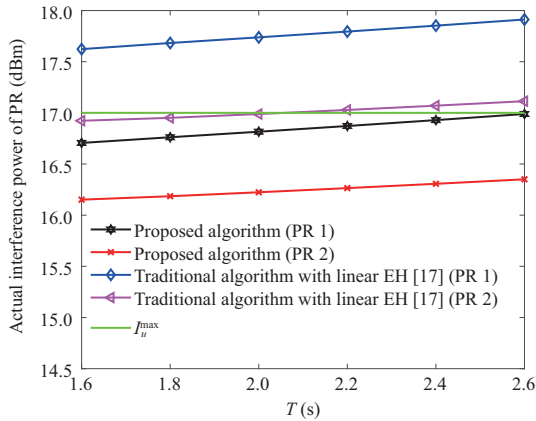 Actual interference power of PR (dBm)
18.0
17.5
17.0
16.5
16.0
15.5
15.0
14.5
Proposed algorithm (PR 1)
Proposed algorithm (PR 2)
Traditional algorithm with linear EH [17] (PR 1)
Traditional algorithm with linear EH [17] (PR 2)
I_u^max
1.6 1.8 2.0 2.2 2.4 2.6
T (s)